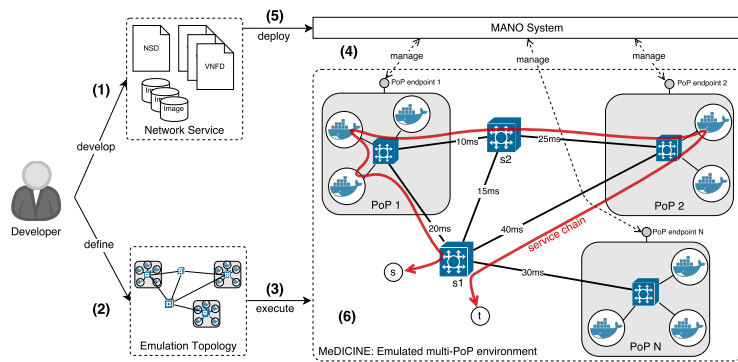 (5)
deploy
MANO System
NSD
VNFD
(4)
manage
manage
manage
PoP endpoint 1
PoP endpoint 2
(1)
Image
Network Service
develop
10ms
s2
25ms
PoP 1
15ms
PoP 2
Developer
20ms
40ms
service chain
PoP endpoint N
define
s1
s
30ms
(2)
(3)
execute
t
(6)
PoP N
Emulation Topology
MeDICINE: Emulated multi-PoP environment